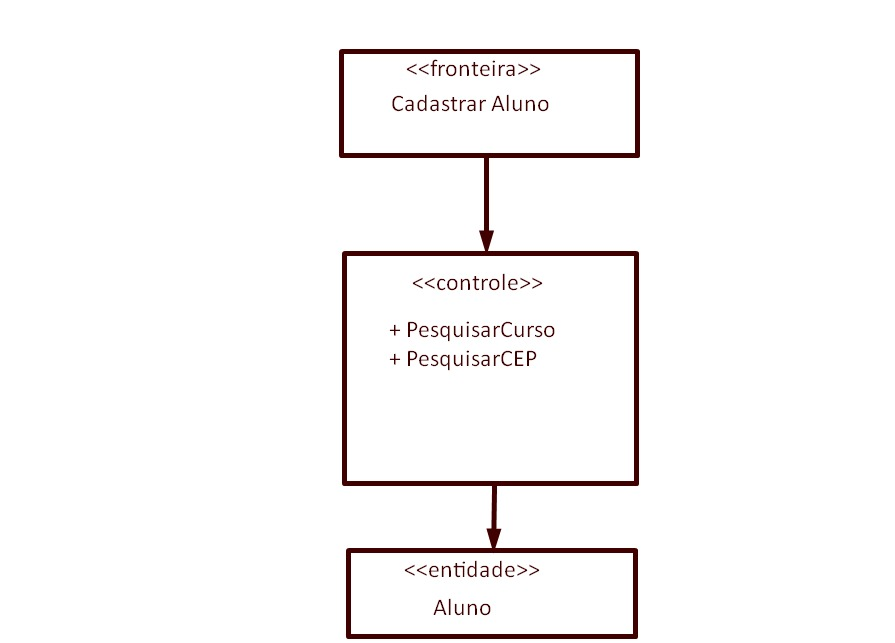 <<fronteira>>
Cadastrar Aluno
<<controle>>
+ PesquisarCurso
+ PesquisarCEP
<<entidade>>
Aluno